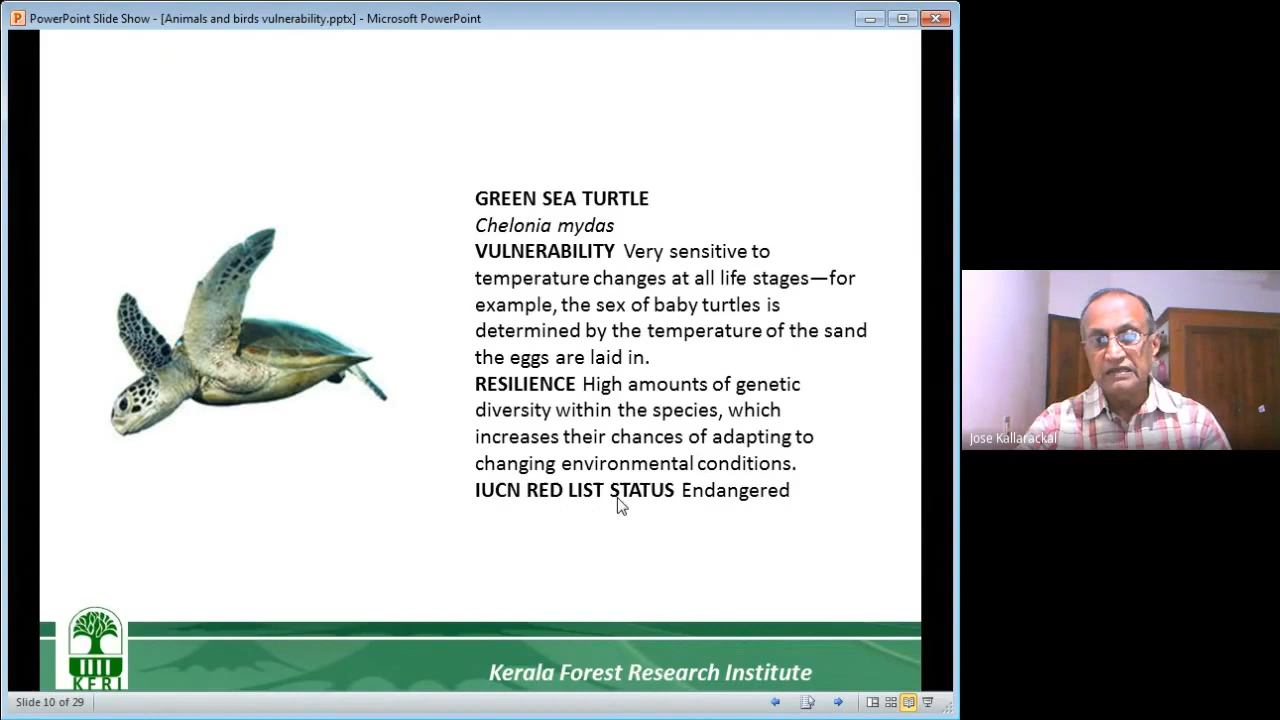 PowerPoint Slide Show - [Animals and birds vulnerability.pptx] - Microsoft PowerPoint
GREEN SEA TURTLE
Chelonia mydas
VULNERABILITY Very sensitive to
temperature changes at all life stages—for
example, the sex of baby turtles is
determined by the temperature of the sand
the eggs are laid in.
RESILIENCE High amounts of genetic
diversity within the species, which
increases their chances of adapting to
changing environmental conditions.
IUCN RED LIST STATUS Endangered
Jose Kallarackal
KFRI
Kerala Forest Research Institute
Slide 10 of 29